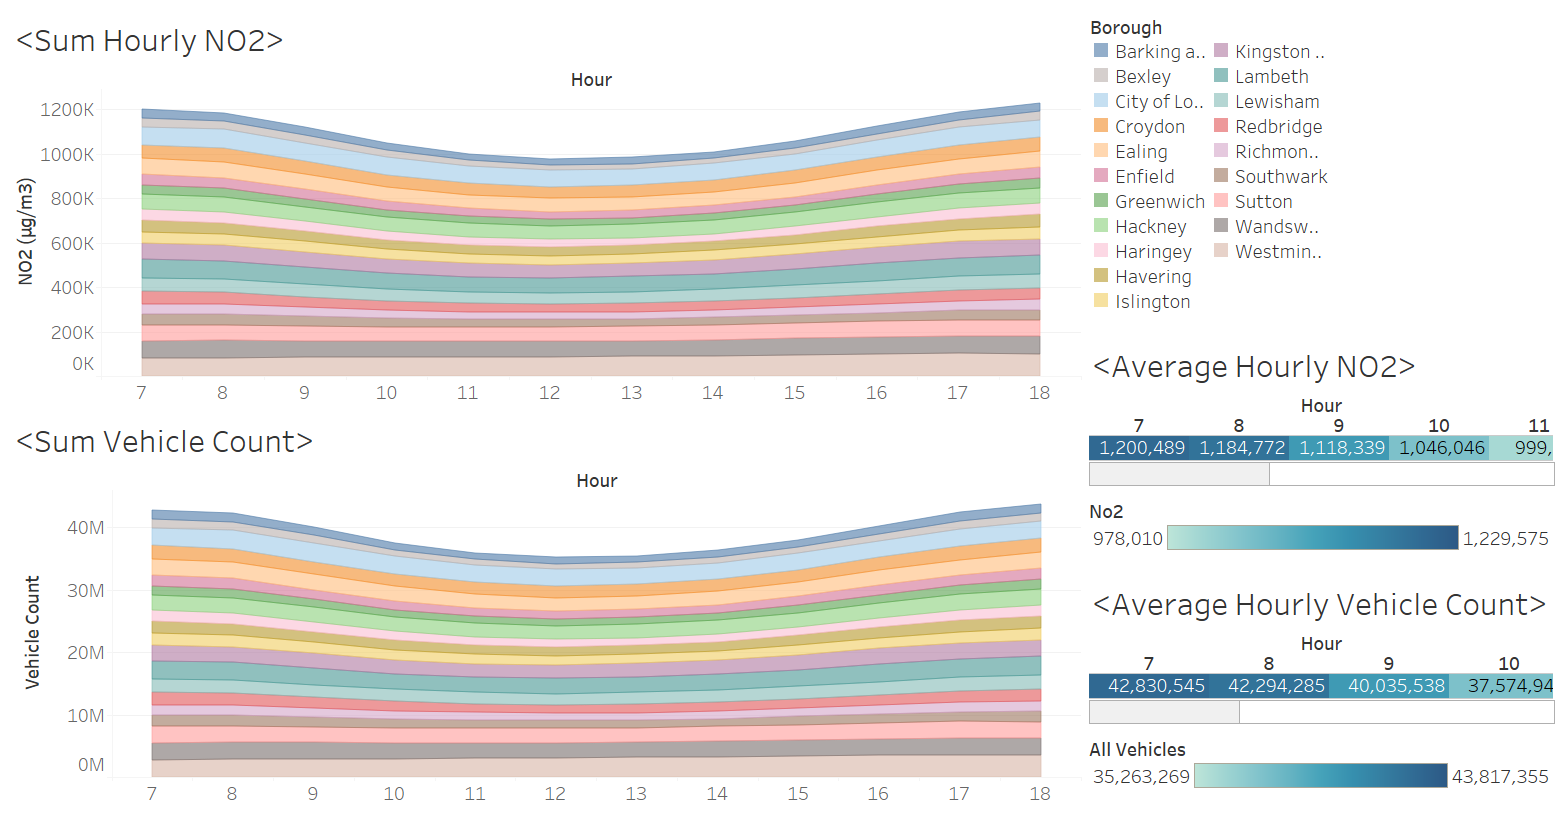 <Sum Hourly NO2>
Hour
1200K
1000K
800K
600K
400K
200K
0K
NO2 (µg/m3)
7 8 9 10 11 12 13 14 15 16 17 18
<Sum Vehicle Count>
Hour
40M
30M
20M
10M
0M
Vehicle Count
7 8 9 10 11 12 13 14 15 16 17 18
Borough
Barking a.. Kingston ..
Bexley Lambeth
City of Lo.. Lewisham
Croydon Redbridge
Ealing Richmon..
Enfield Southwark
Greenwich Sutton
Hackney Wandsw..
Haringey Westmin..
Havering
Islington
<Average Hourly NO2>
Hour
7 8 9 10 11
1,200,489 1,184,772 1,118,339 1,046,046 999,
No2
978,010 1,229,575
<Average Hourly Vehicle Count>
Hour
7 8 9 10
42,830,545 42,294,285 40,035,538 37,574,94
All Vehicles
35,263,269 43,817,355